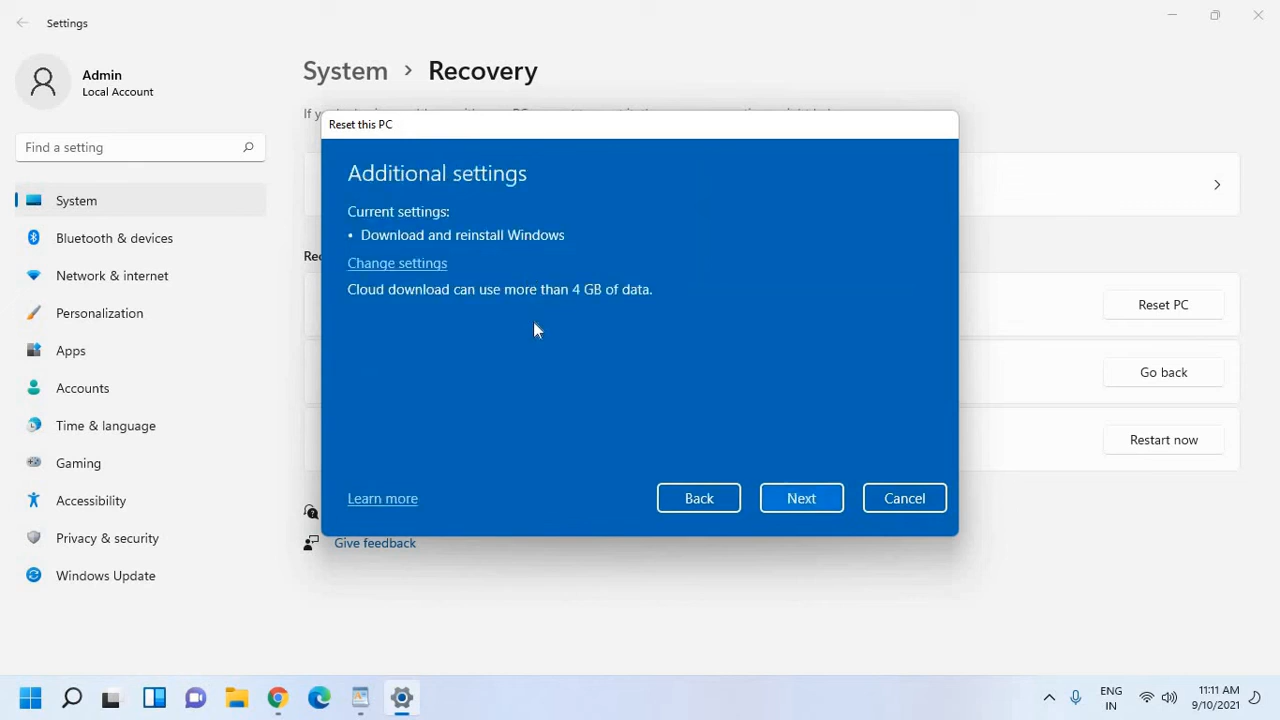 Settings
Admin
Local Account
Find a setting
System
Bluetooth & devices
Network & internet
Personalization
Apps
Accounts
Time & language
Gaming
Accessibility
Privacy & security
Windows Update
System > Recovery
If
Reset this PC
Additional settings
Current settings:
• Download and reinstall Windows
Change settings
Cloud download can use more than 4 GB of data.
Learn more
Back
Next
Cancel
Rec
Reset PC
Go back
Restart now
Give feedback
ENG
IN
11:11 AM
9/10/2021